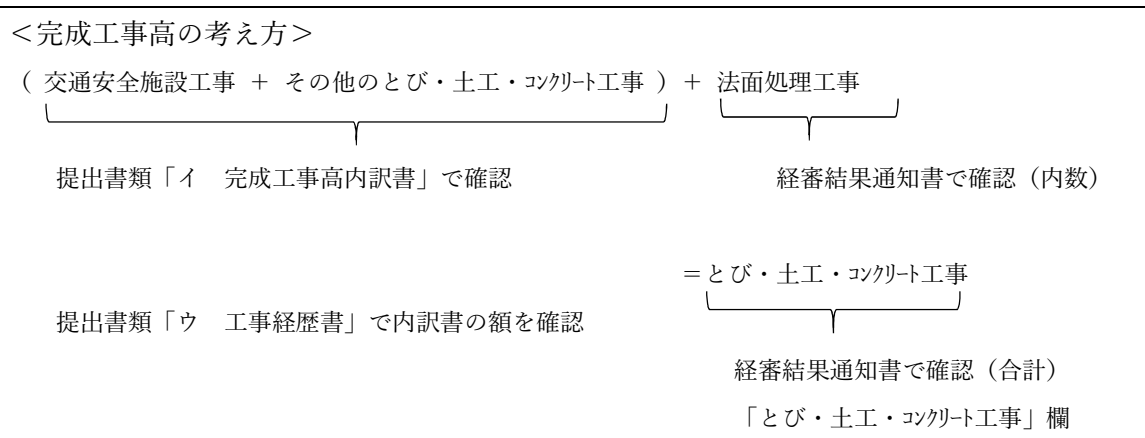 ＜完成工事高の考え方＞
（ 交通安全施設工事 ＋ その他のとび・土工・ｺﾝｸﾘｰﾄ工事 ）＋ 法面処理工事
提出書類「イ　完成工事高内訳書」で確認
経審結果通知書で確認（内数）
＝とび・土工・ｺﾝｸﾘｰﾄ工事
提出書類「ウ　工事経歴書」で内訳書の額を確認
経審結果通知書で確認（合計）
「とび・土工・ｺﾝｸﾘｰﾄ工事」欄